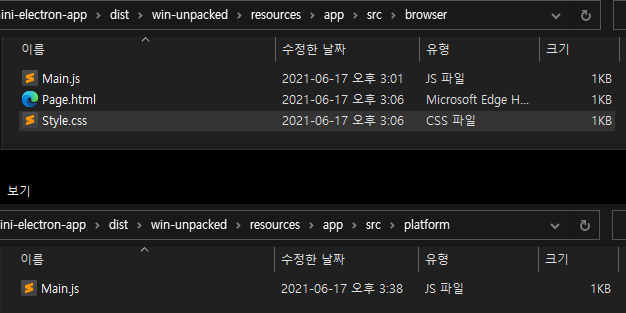 ini-electron-app > dist > win-unpacked > resources > app > src > browser
이름 수정한 날짜 유형 크기
Main.js 2021-06-17 오후 3:01 JS 파일 1KB
Page.html 2021-06-17 오후 3:06 Microsoft Edge H... 1KB
Style.css 2021-06-17 오후 3:06 CSS 파일 1KB
보기
ini-electron-app > dist > win-unpacked > resources > app > src > platform
이름 수정한 날짜 유형 크기
Main.js 2021-06-17 오후 3:38 JS 파일 1KB